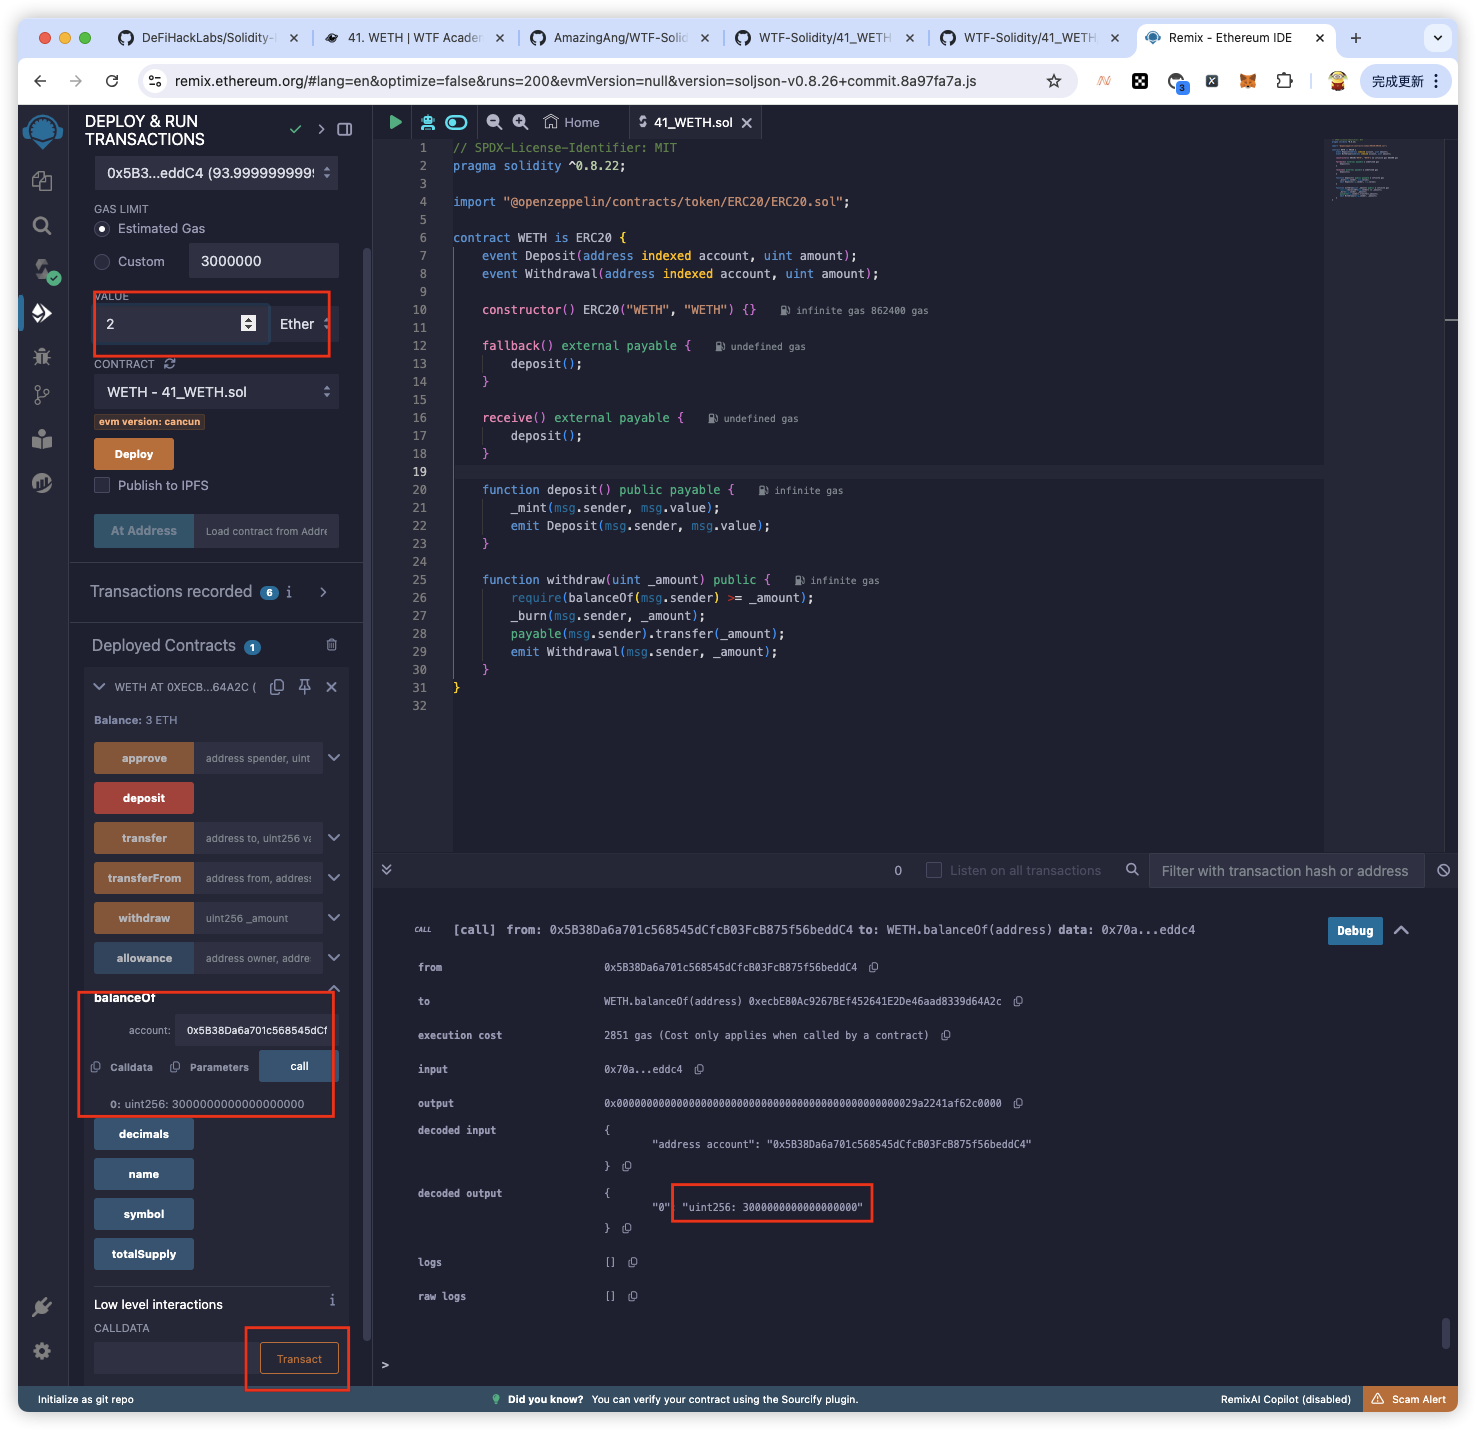 DeFiHackLabs/Solidity-
41. WETH | WTF Acade
AmazingAng/WTF-Solid
WTF-Solidity/41_WETH
WTF-Solidity/41_WETH
Remix - Ethereum IDE
remix.ethereum.org/#lang=en&optimize=false&runs=200&evmVersion=null&version=soljson-v0.8.26+commit.8a97fa7a.js
3
完成更新
DEPLOY & RUN
TRANSACTIONS
0x5B3...eddC4 (93.9999999999
GAS LIMIT
Estimated Gas
Custom
3000000
VALUE
2
Ether
CONTRACT
WETH - 41_WETH.sol
evm version: cancun
Deploy
Publish to IPFS
At Address
Load contract from Addre
Transactions recorded 6 i
Deployed Contracts 1
WETH AT 0XECB...64A2C (
Balance: 3 ETH
approve
address spender, uint
deposit
transfer
address to, uint256 va
transferFrom
address from, address
withdraw
uint256 _amount
allowance
address owner, addre
balanceOf
account:
0x5B38Da6a701c568545dCf
Calldata
Parameters
call
0: uint256: 3000000000000000000
decimals
name
symbol
totalSupply
Low level interactions
i
CALLDATA
Transact
Home
41_WETH.sol
1 // SPDX-License-Identifier: MIT
2 pragma solidity ^0.8.22;
3
4 import "@openzeppelin/contracts/token/ERC20/ERC20.sol";
5
6 contract WETH is ERC20 {
7 event Deposit(address indexed account, uint amount);
8 event Withdrawal(address indexed account, uint amount);
9
10 constructor() ERC20("WETH", "WETH") {} infinite gas 862400 gas
11
12 fallback() external payable { undefined gas
13 deposit();
14 }
15
16 receive() external payable { undefined gas
17 deposit();
18 }
19
20 function deposit() public payable { infinite gas
21 _mint(msg.sender, msg.value);
22 emit Deposit(msg.sender, msg.value);
23 }
24
25 function withdraw(uint _amount) public { infinite gas
26 require(balanceOf(msg.sender) >= _amount);
27 _burn(msg.sender, _amount);
28 payable(msg.sender).transfer(_amount);
29 emit Withdrawal(msg.sender, _amount);
30 }
31 }
32
0
Listen on all transactions
Filter with transaction hash or address
CALL [call] from: 0x5B38Da6a701c568545dCfcB03FcB875f56beddC4 to: WETH.balanceOf(address) data: 0x70a...eddc4
Debug
from 0x5B38Da6a701c568545dCfcB03FcB875f56beddC4
to WETH.balanceOf(address) 0xecbE80Ac9267BEf452641E2De46aad8339d64A2c
execution cost 2851 gas (Cost only applies when called by a contract)
input 0x70a...eddc4
output 0x00000000000000000000000000000000000000000000000029a2241af62c0000
decoded input {
"address account": "0x5B38Da6a701c568545dCfcB03FcB875f56beddC4"
}
decoded output {
"0": "uint256: 3000000000000000000"
}
logs []
raw logs []
>
Initialize as git repo
Did you know? You can verify your contract using the Sourcify plugin.
RemixAI Copilot (disabled)
Scam Alert